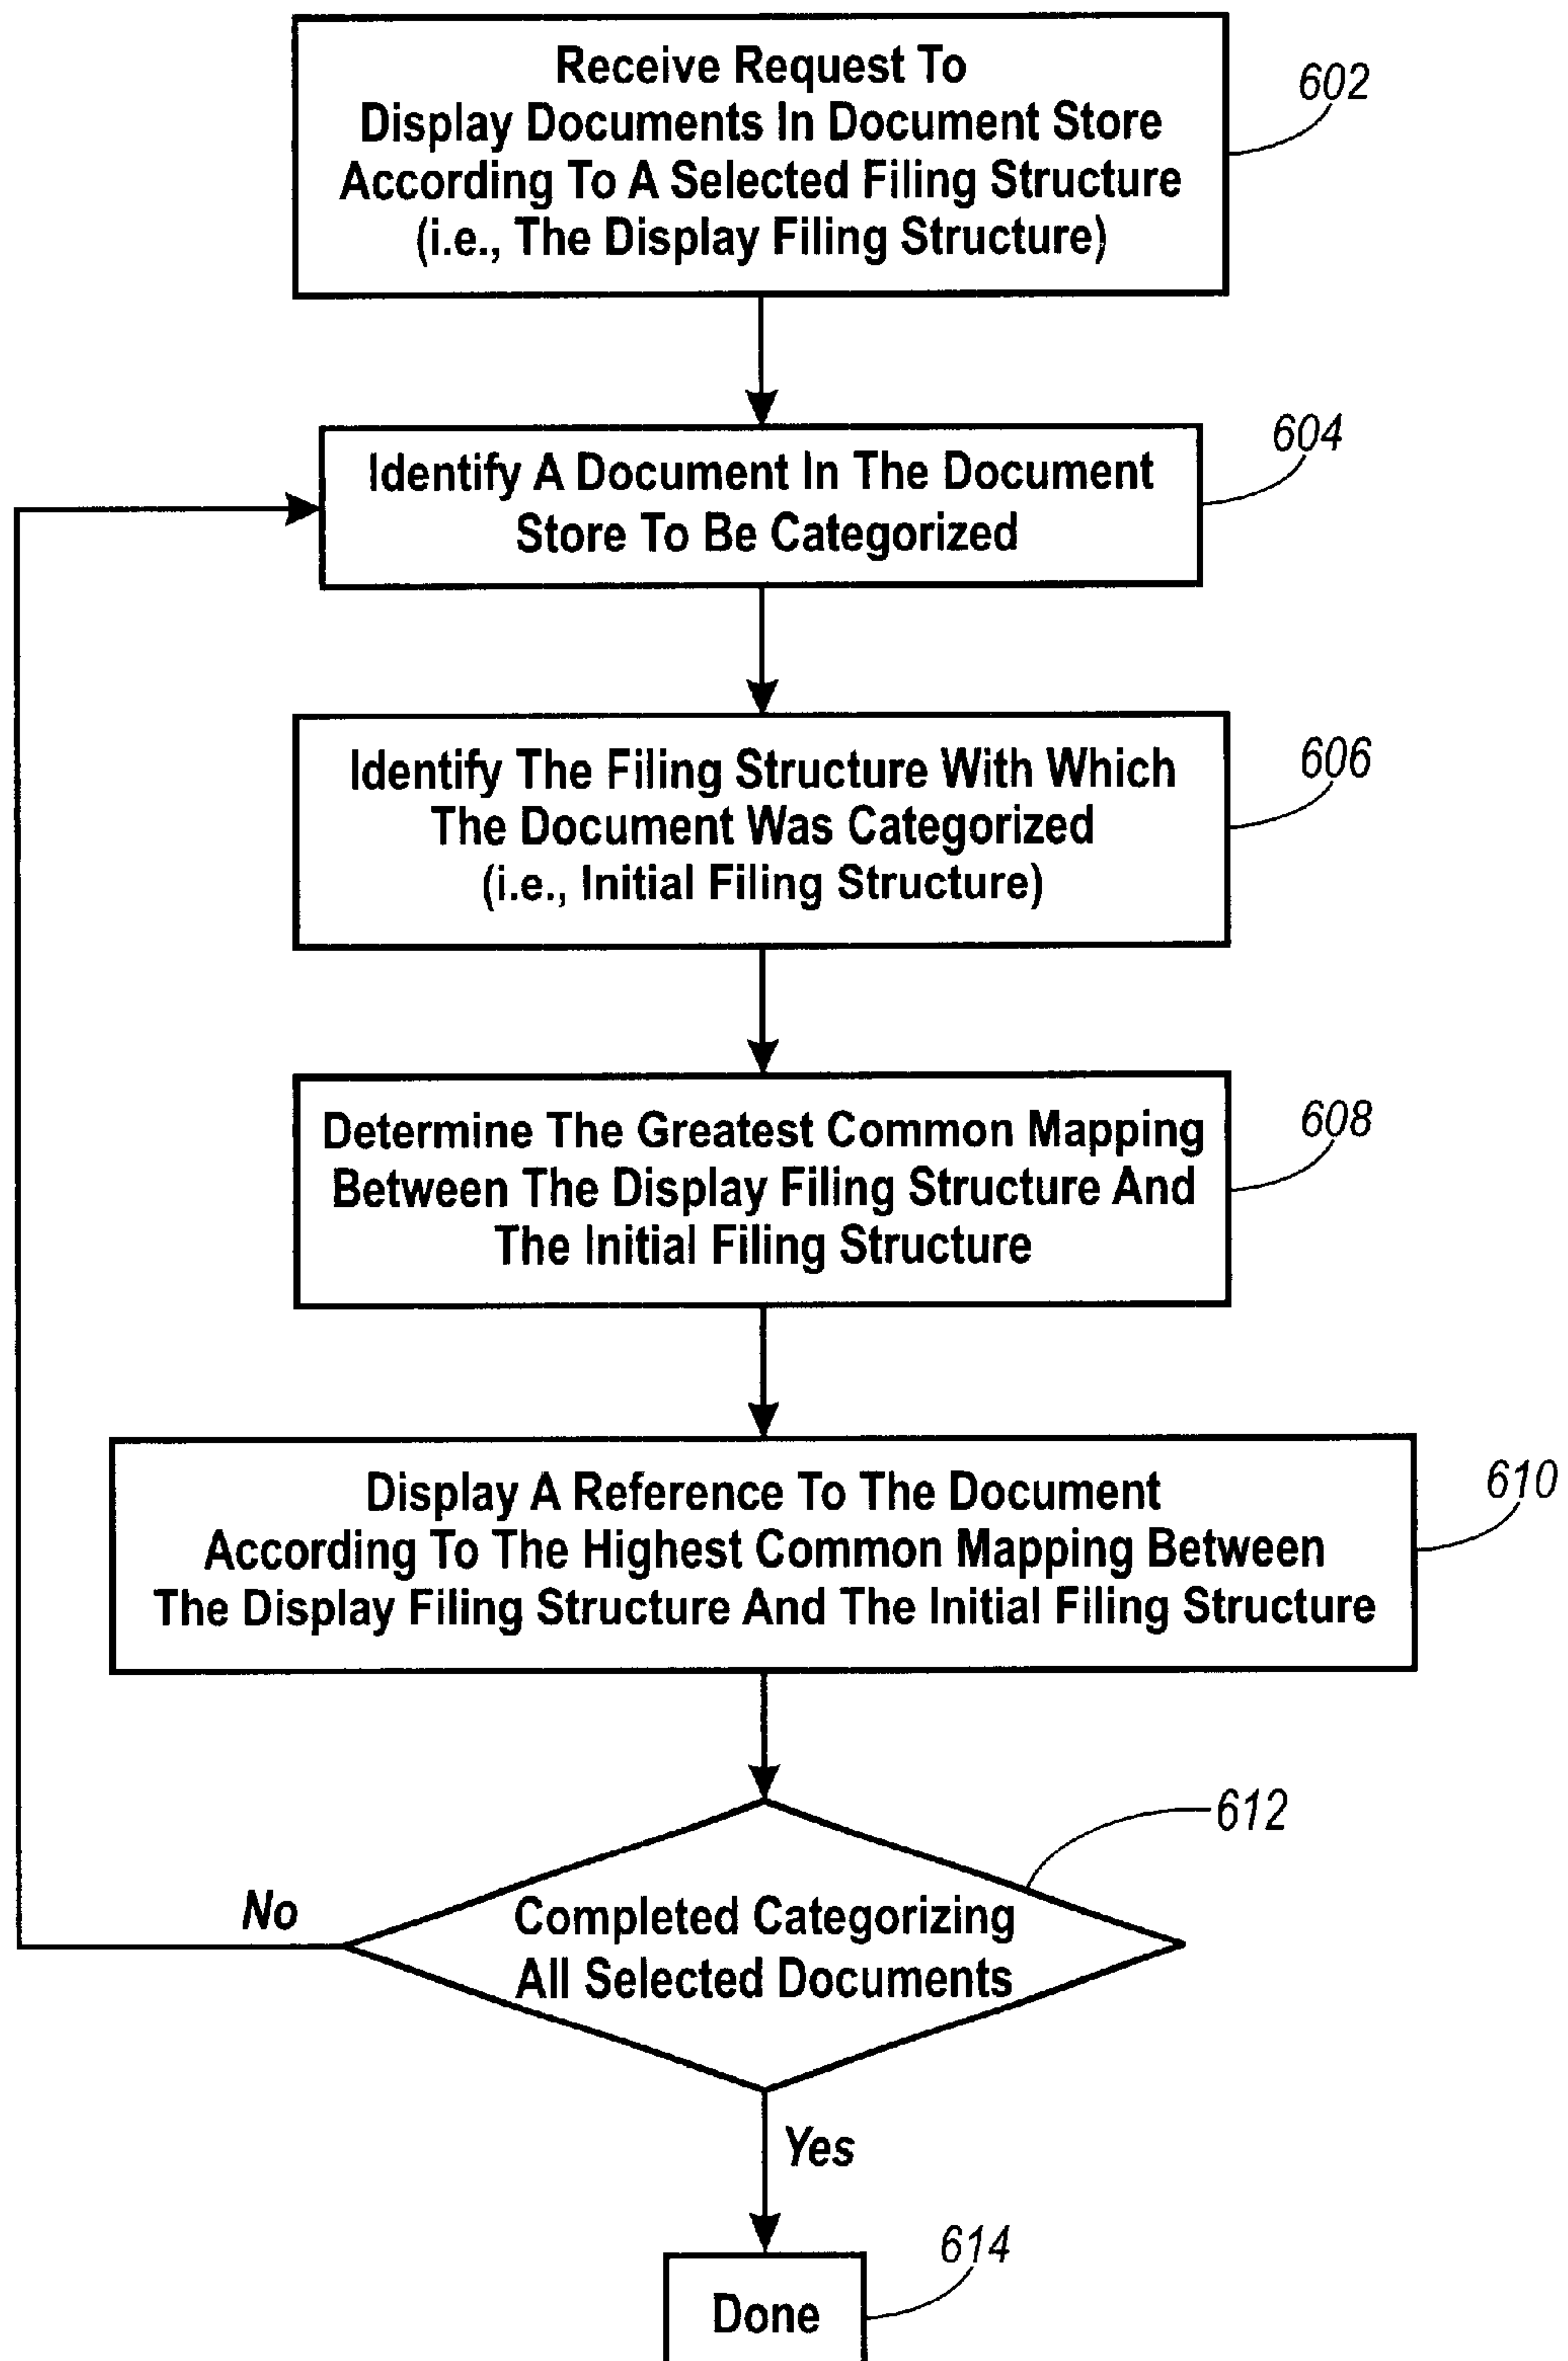 Receive Request To
Display Documents In Document Store
According To A Selected Filing Structure
(i.e., The Display Filing Structure)
602
Identify A Document In The Document
Store To Be Categorized
604
Identify The Filing Structure With Which
The Document Was Categorized
(i.e., Initial Filing Structure)
606
Determine The Greatest Common Mapping
Between The Display Filing Structure And
The Initial Filing Structure
608
Display A Reference To The Document
According To The Highest Common Mapping Between
The Display Filing Structure And The Initial Filing Structure
610
612
No
Completed Categorizing
All Selected Documents
Yes
614
Done